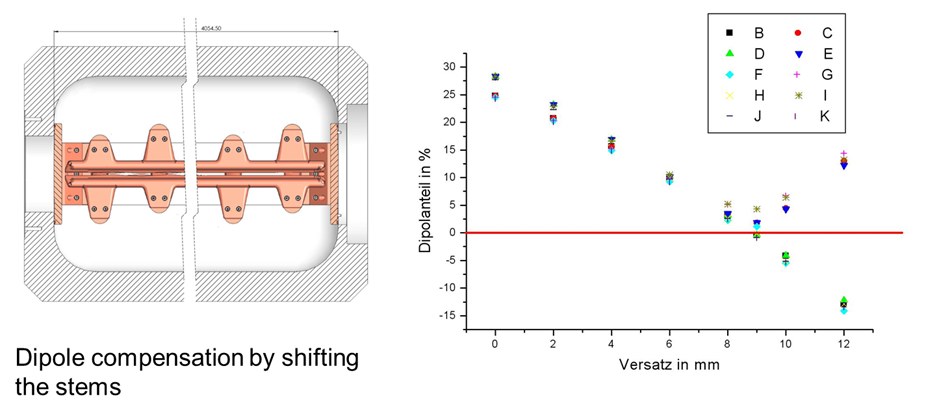 4054,50
Dipole compensation by shifting
the stems
B C
D E
F G
H I
J K
Dipolanteil in %
30
25
20
15
10
5
0
-5
-10
-15
0 2 4 6 8 10 12
Versatz in mm